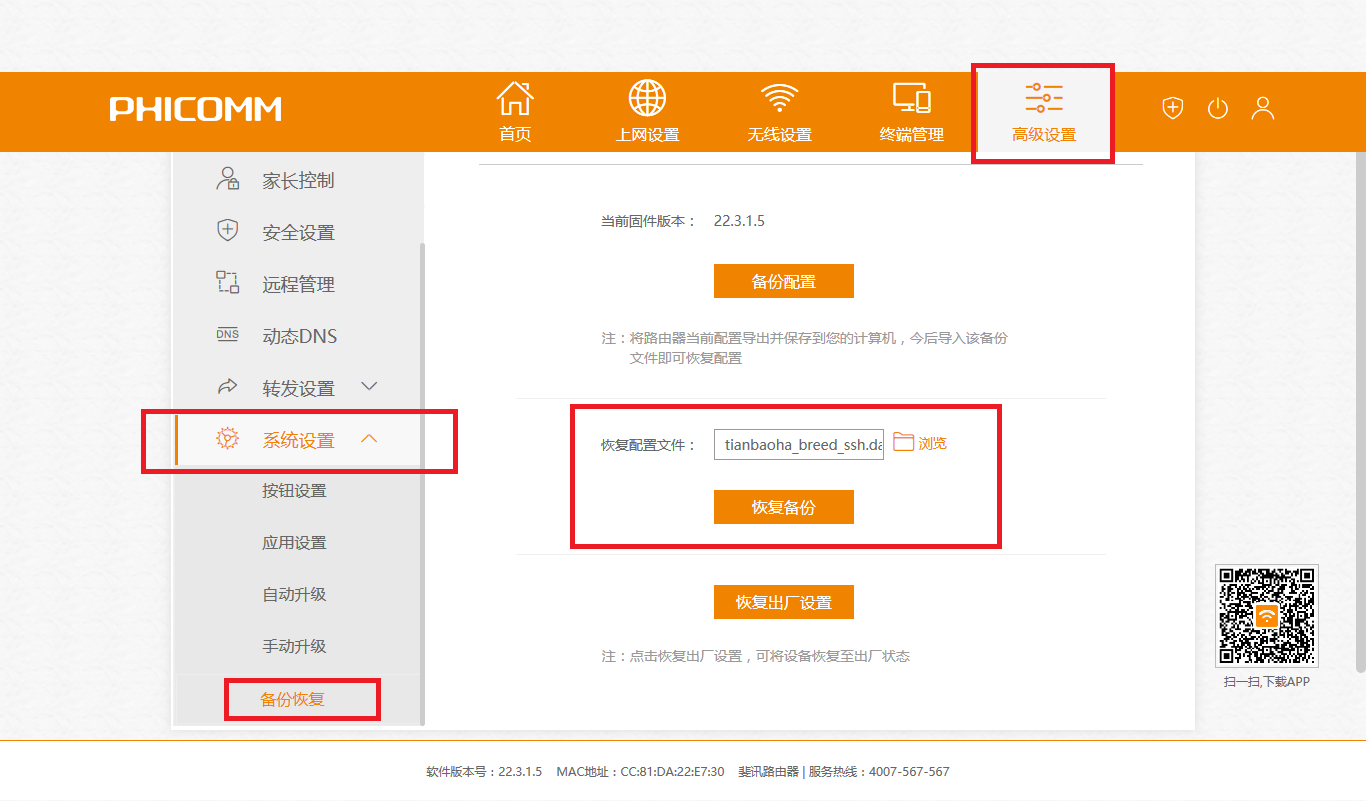 PHICOMM
首页
上网设置
无线设置
终端管理
高级设置
家长控制
安全设置
远程管理
DNS 动态DNS
转发设置
系统设置
按钮设置
应用设置
自动升级
手动升级
备份恢复
当前固件版本： 22.3.1.5
备份配置
注：将路由器当前配置导出并保存到您的计算机，今后导入该备份
文件即可恢复配置
恢复配置文件： tianbaoha_breed_ssh.da 浏览
恢复备份
恢复出厂设置
注：点击恢复出厂设置，可将设备恢复至出厂状态
扫一扫,下载APP
软件版本号：22.3.1.5 MAC地址：CC:81:DA:22:E7:30 斐讯路由器 | 服务热线：4007-567-567